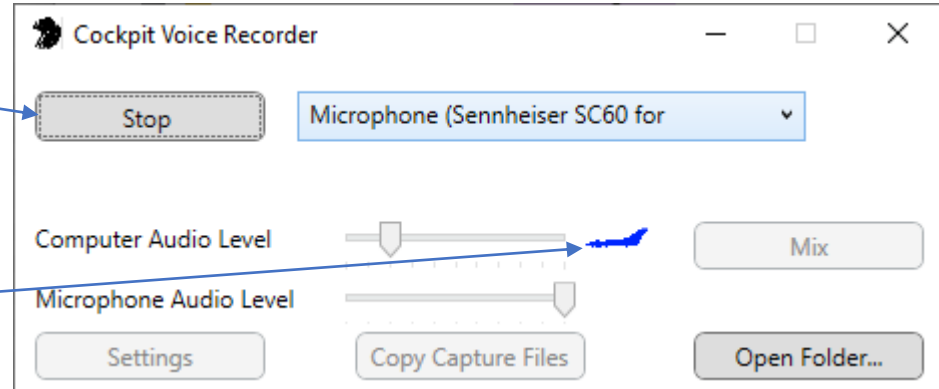 Cockpit Voice Recorder
Stop
Microphone (Sennheiser SC60 for
Computer Audio Level
Mix
Microphone Audio Level
Settings
Copy Capture Files
Open Folder...